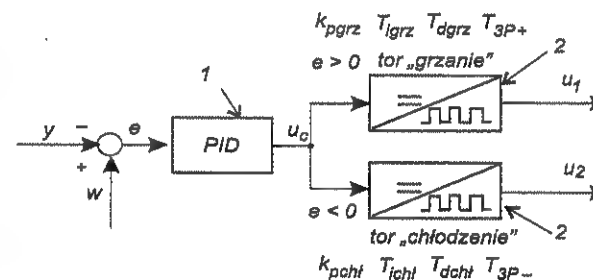 k_pgrz T_igrz T_dgrz T_3P+
1
e > 0 tor „grzanie" 2
y − e PID u_c u_1
+
w
e < 0 u_2
tor „chłodzenie" 2
k_pchł T_ichł T_dchł T_3P−